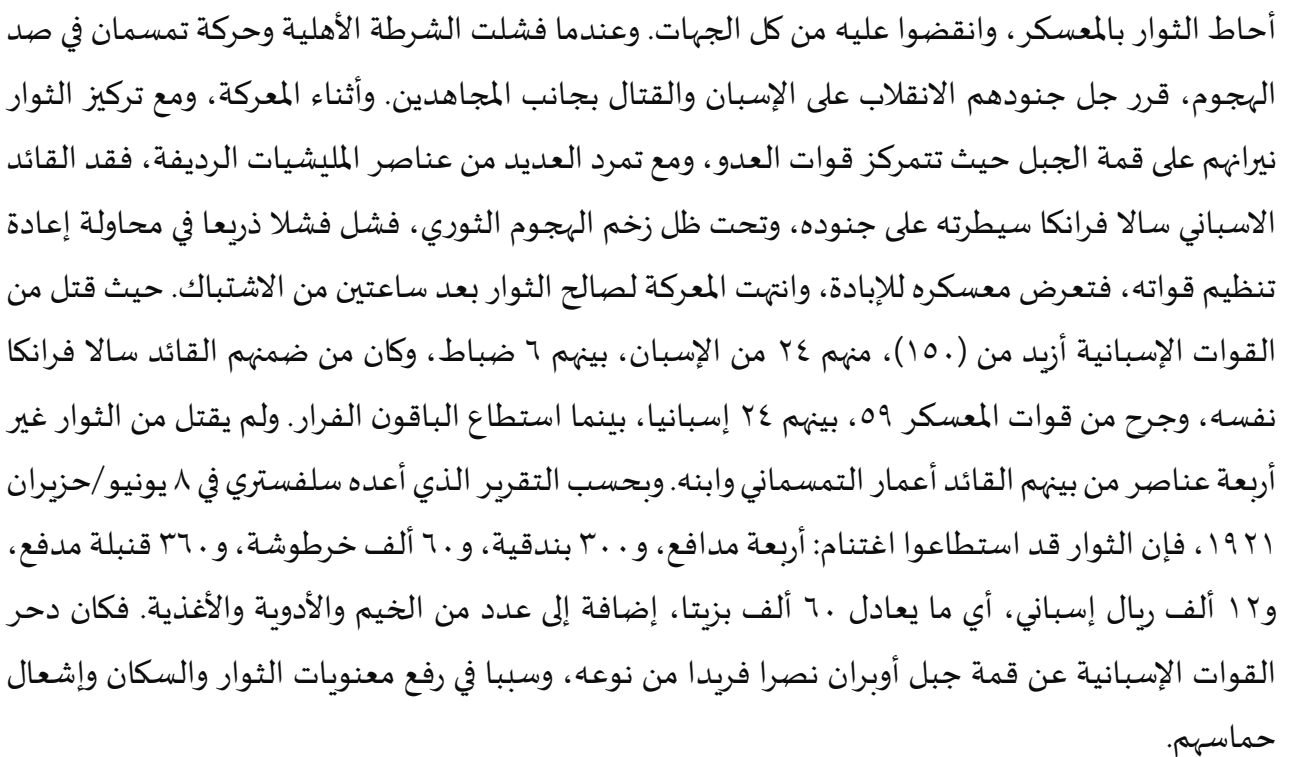 أحاط الثوار بالمعسكر، وانقضوا عليه من كل الجهات. وعندما فشلت الشرطة الأهلية وحركة تمسمان في صد
الهجوم، قرر جل جنودهم الانقلاب على الإسبان والقتال بجانب المجاهدين. وأثناء المعركة، ومع تركيز الثوار
نيرانهم على قمة الجبل حيث تتمركز قوات العدو، ومع تمرد العديد من عناصر المليشيات الرديفة، فقد القائد
الاسباني سالا فرانكا سيطرته على جنوده، وتحت ظل زخم الهجوم الثوري، فشل فشلا ذريعا في محاولة إعادة
تنظيم قواته، فتعرض معسكره للإبادة، وانتهت المعركة لصالح الثوار بعد ساعتين من الاشتباك. حيث قتل من
القوات الإسبانية أزيد من (١٥٠)، منهم ٢٤ من الإسبان، بينهم ٦ ضباط، وكان من ضمنهم القائد سالا فرانكا
نفسه، وجرح من قوات المعسكر ٥٩، بينهم ٢٤ إسبانيا، بينما استطاع الباقون الفرار. ولم يقتل من الثوار غير
أربعة عناصر من بينهم القائد أعمار التمسماني وابنه. وبحسب التقرير الذي أعده سلفستري في ٨ يونيو/حزيران
١٩٢١، فإن الثوار قد استطاعوا اغتنام: أربعة مدافع، و٣٠٠ بندقية، و٦٠ ألف خرطوشة، و٣٦٠ قنبلة مدفع،
و١٢ ألف ريال إسباني، أي ما يعادل ٦٠ ألف بزيتا، إضافة إلى عدد من الخيم والأدوية والأغذية. فكان دحر
القوات الإسبانية عن قمة جبل أوبران نصرا فريدا من نوعه، وسببا في رفع معنويات الثوار والسكان وإشعال
حماسهم.